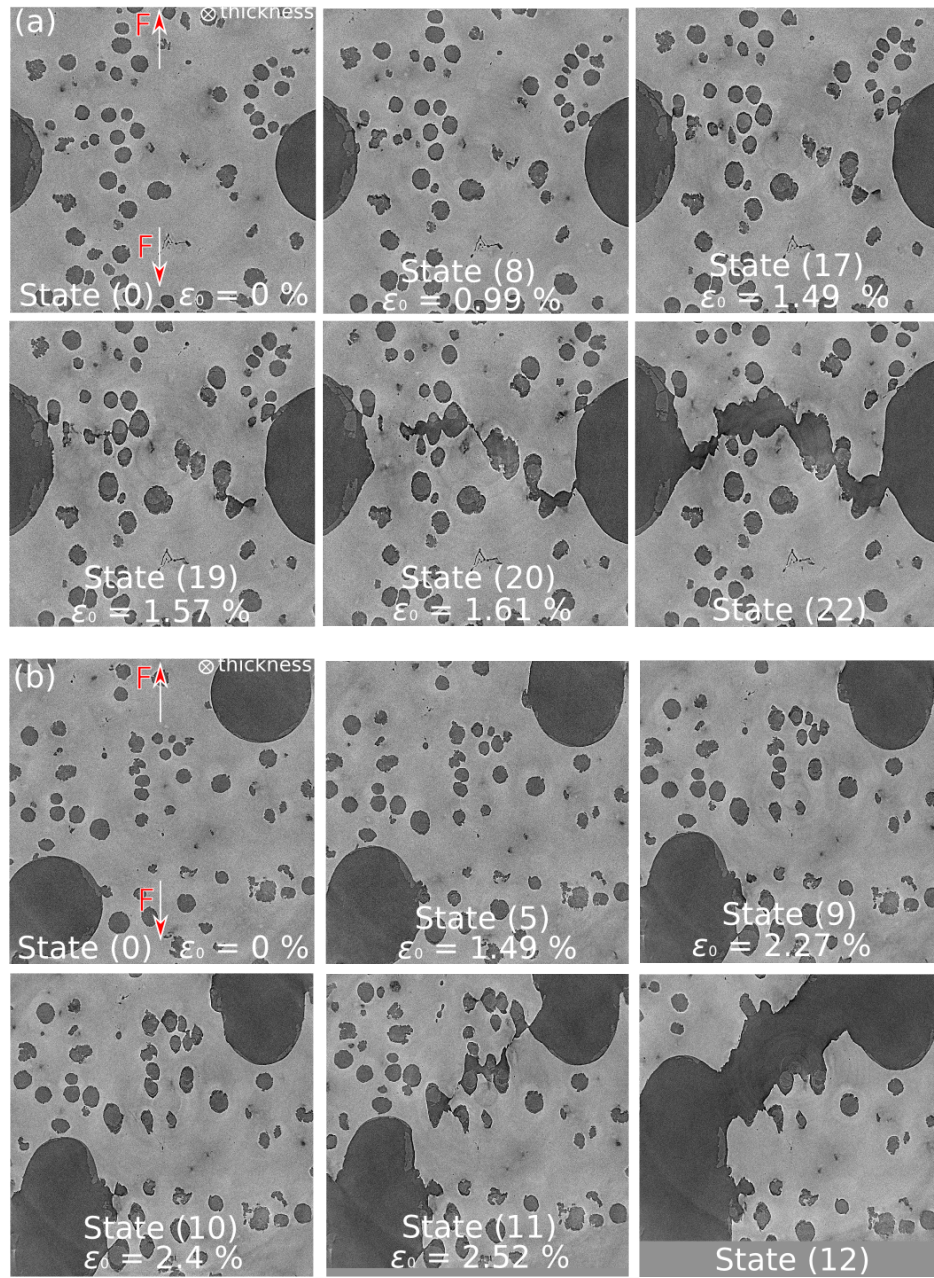 (a) F ⊗ thickness
F
State (0) ε₀ = 0 %
State (8)
ε₀ = 0.99 %
State (17)
ε₀ = 1.49 %
State (19)
ε₀ = 1.57 %
State (20)
ε₀ = 1.61 %
State (22)
(b) F ⊗ thickness
F
State (0) ε₀ = 0 %
State (5)
ε₀ = 1.49 %
State (9)
ε₀ = 2.27 %
State (10)
ε₀ = 2.4 %
State (11)
ε₀ = 2.52 %
State (12)